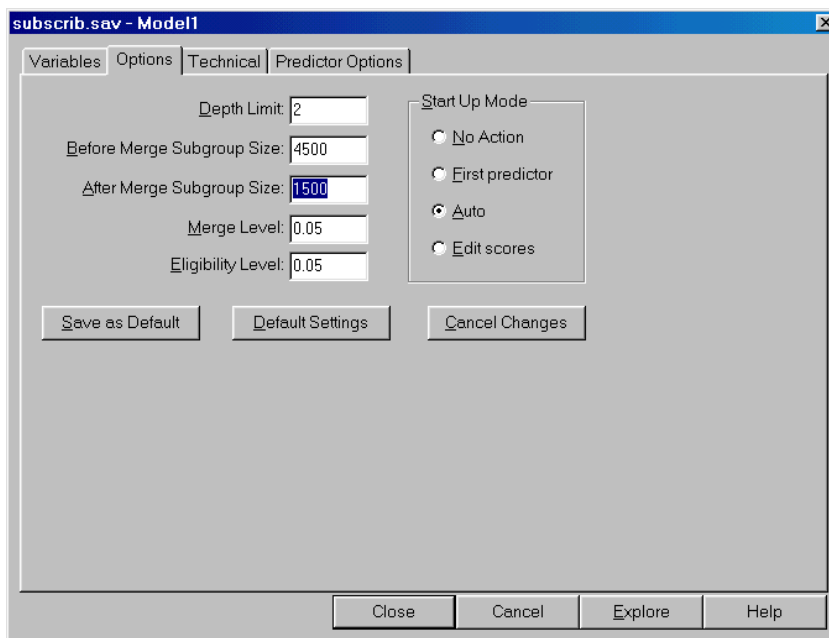 subscrib.sav - Model1
Variables Options Technical Predictor Options
Depth Limit: 2
Before Merge Subgroup Size: 4500
After Merge Subgroup Size: 1500
Merge Level: 0.05
Eligibility Level: 0.05
Start Up Mode
No Action
First predictor
Auto
Edit scores
Save as Default Default Settings Cancel Changes
Close Cancel Explore Help